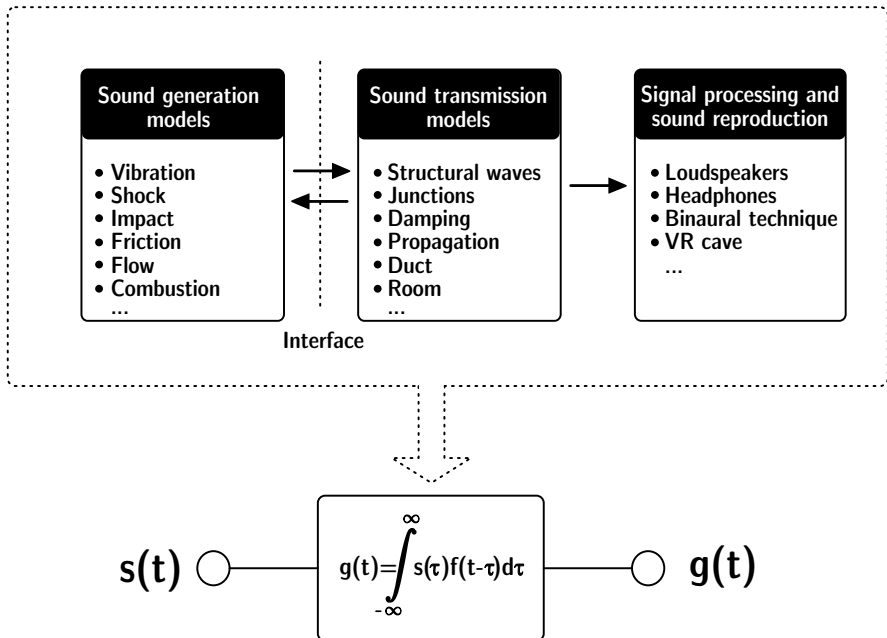 Sound generation
models
• Vibration
• Shock
• Impact
• Friction
• Flow
• Combustion
...
Interface
Sound transmission
models
• Structural waves
• Junctions
• Damping
• Propagation
• Duct
• Room
...
Signal processing and
sound reproduction
• Loudspeakers
• Headphones
• Binaural technique
• VR cave
...
s(t)
g(t)=∫_{-∞}^{∞} s(τ)f(t-τ)dτ
g(t)